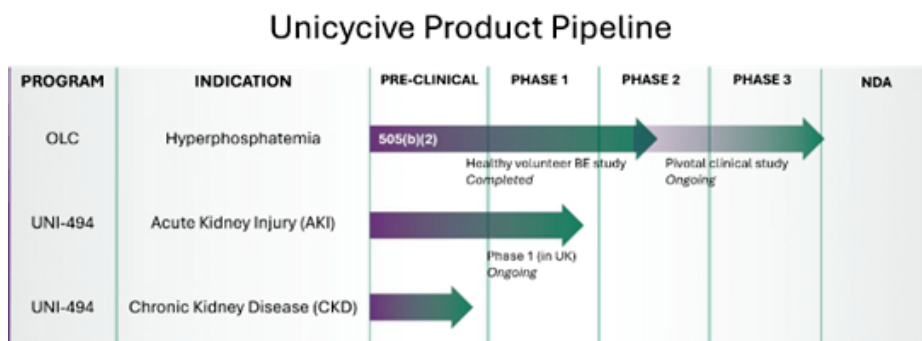 Unicycive Product Pipeline
PROGRAM INDICATION PRE-CLINICAL PHASE 1 PHASE 2 PHASE 3 NDA
OLC Hyperphosphatemia 505(b)(2)
Healthy volunteer BE study Pivotal clinical study
Completed Ongoing
UNI-494 Acute Kidney Injury (AKI)
Phase 1 (in UK)
Ongoing
UNI-494 Chronic Kidney Disease (CKD)